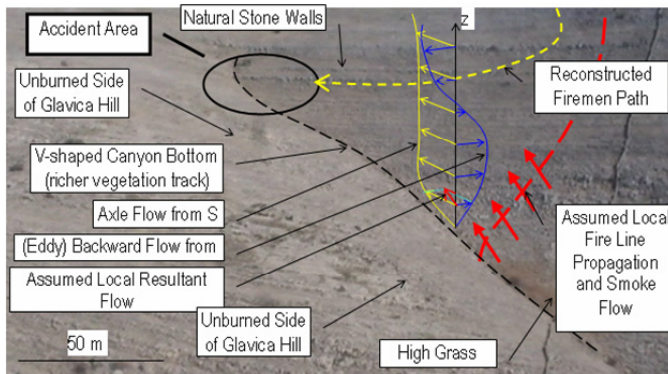 Natural Stone Walls
z
Accident Area
Unburned Side
of Glavica Hill
Reconstructed
Firemen Path
V-shaped Canyon Bottom
(richer vegetation track)
Axle Flow from S
(Eddy) Backward Flow from
Assumed Local Resultant
Flow
Assumed Local
Fire Line
Propagation
and Smoke
Flow
Unburned Side
of Glavica Hill
High Grass
50 m